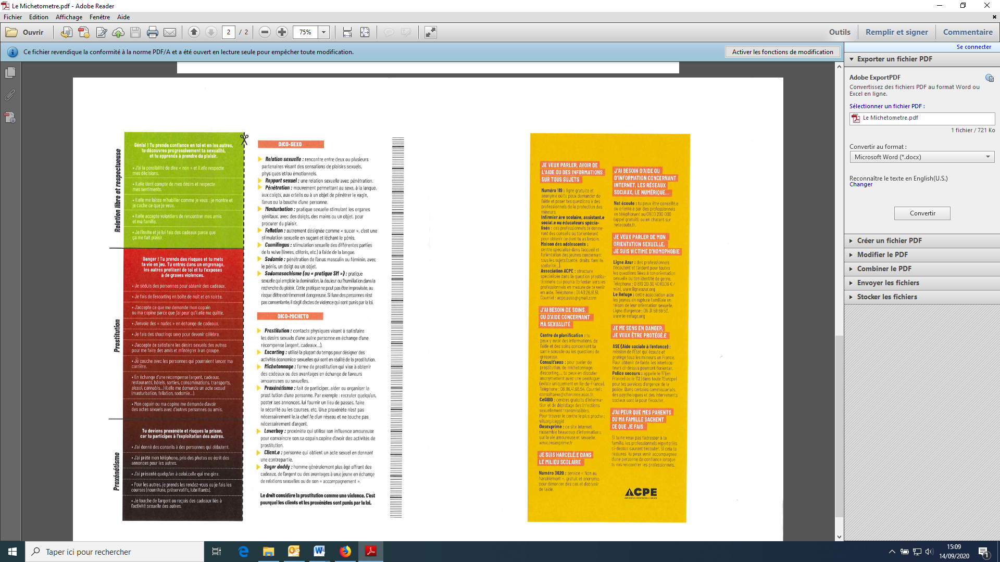 Le Michetometre.pdf - Adobe Reader
Fichier Edition Affichage Fenêtre Aide
Ouvrir
2 / 2
75%
Outils
Remplir et signer
Commentaire
Ce fichier revendique la conformité à la norme PDF/A et a été ouvert en lecture seule pour empêcher toute modification.
Activer les fonctions de modification
Relation libre et respectueuse
Génial ! Tu prends confiance en toi et en les autres,
tu découvres progressivement ta sexualité,
et tu apprends à prendre du plaisir.
• J'ai la possibilité de dire « non » et il.elle respecte
mes décisions.
• Il.elle tient compte de mes désirs et respecte
mes sentiments.
• Il.elle me laisse m'habiller comme je veux : je montre et
je cache ce que je veux.
• Il.elle accepte volontiers de rencontrer mes amis
et ma famille.
• Je l'invite et je lui fais des cadeaux parce que
ça me fait plaisir.
Prostitution
Danger ! Tu prends des risques et tu mets
ta vie en jeu. Tu entres dans un engrenage,
les autres profitent de toi et tu t'exposes
à de graves violences.
• Je séduis des personnes pour obtenir des cadeaux.
• Je fais de l'escorting en boîte de nuit et en soirée.
• J'accepte ce que me demande mon copain
ou ma copine parce que j'ai peur qu'il.elle me quitte.
• J'envoie des « nudes » en échange de cadeaux.
• Je fais des shootings sexy pour devenir célèbre.
• J'accepte de satisfaire les désirs sexuels des autres
pour me faire des amis et m'intégrer à un groupe.
• Je couche avec les personnes qui pourraient lancer ma
carrière.
• En échange d'une récompense (argent, cadeaux,
restaurants, hôtels, sorties, consommations, transports,
alcool, cannabis...) il.elle me demande un acte sexuel
(masturbation, fellation, sodomie...).
• Mon copain ou ma copine me demande d'avoir
des actes sexuels avec d'autres personnes ou amis.
Proxénétisme
Tu deviens proxénète et risques la prison,
car tu participes à l'exploitation des autres.
• J'ai donné des conseils à des personnes qui débutent.
• J'ai prêté mon téléphone, pris des photos ou écrit des
annonces pour les autres.
• J'ai présenté quelqu'un à celui.celle qui me gère.
• Pour les autres, je prends les rendez-vous ou je fais les
courses (nourriture, préservatifs, lubrifiants).
• Je touche de l'argent ou reçois des cadeaux liés à
l'activité sexuelle des autres.
DICO-SEXO
Relation sexuelle : rencontre entre deux ou plusieurs
partenaires visant des sensations de plaisirs sexuels,
physiques et/ou émotionnels.
Rapport sexuel : une relation sexuelle avec pénétration.
Pénétration : mouvement permettant au sexe, à la langue,
aux doigts, aux orteils ou à un objet de pénétrer le vagin,
l'anus ou la bouche d'une personne.
Masturbation : pratique sexuelle stimulant les organes
génitaux, avec des doigts, des mains ou un objet, pour
procurer du plaisir.
Fellation : autrement désignée comme « sucer », c'est une
stimulation sexuelle en suçant et léchant le pénis.
Cunnilingus : stimulation sexuelle des différentes parties
de la vulve (lèvres, clitoris, etc.) à l'aide de la langue.
Sodomie : pénétration de l'anus masculin ou féminin, avec
le pénis, un doigt ou un objet.
Sadomasochisme (ou « pratique SM ») : pratique
sexuelle qui emploie la domination, la douleur ou l'humiliation dans la
recherche du plaisir. Cette pratique ne peut pas être improvisée, au
risque d'être extrêmement dangereuse. Si l'une des personnes n'est
pas consentante, il s'agit d'actes de violence qui sont punis par la loi.
DICO-MICHETO
Prostitution : contacts physiques visant à satisfaire
les désirs sexuels d'une autre personne en échange d'une
récompense (argent, cadeaux...).
Escorting : utilisé la plupart du temps pour désigner des
activités économico-sexuelles qui sont en réalité de la prostitution.
Michetonnage : forme de prostitution qui vise à obtenir
des cadeaux ou des avantages en échange de faveurs
amoureuses ou sexuelles.
Proxénétisme : fait de participer, aider ou organiser la
prostitution d'une personne. Par exemple : recruter quelqu'un,
poster ses annonces, lui fournir un lieu de passes, faire
la sécurité ou les courses, etc. Un.e proxénète n'est pas
nécessairement le.la chef.fe d'un réseau et ne touche pas
nécessairement d'argent.
Loverboy : proxénète qui utilise son influence amoureuse
pour convaincre son.sa copain.copine d'avoir des activités de
prostitution.
Client.e : personne qui obtient un acte sexuel en donnant
une contrepartie.
Sugar daddy : homme généralement plus âgé offrant des
cadeaux, de l'argent ou des avantages à un.e jeune en échange
de relations sexuelles ou de son « accompagnement ».
Le droit considère la prostitution comme une violence. C'est
pourquoi les clients et les proxénètes sont punis par la loi.
JE VEUX PARLER, AVOIR DE
L'AIDE OU DES INFORMATIONS
SUR TOUS SUJETS
Numéro 119 : ligne gratuite et
anonyme où tu peux demander de
l'aide et poser tes questions à des
professionnels de la protection des
mineurs.
Infirmier.ère scolaire, assistant.e
social.e ou éducateurs spécia-
lisés : ces professionnels te donne-
ront des conseils ou t'orienteront
pour obtenir ce dont tu as besoin.
Maison des adolescents :
centre spécialisé dans l'accueil et
l'orientation des jeunes concernant
tous les sujets (santé, droits, famille,
scolarité...).
Association ACPE : structure
spécialisée dans la question prostitu-
tionnelle qui pourra t'orienter vers les
professionnels en mesure de te venir
en aide. Téléphone : 01.40.26.91.51.
Courriel : acpe.asso@gmail.com
J'AI BESOIN DE SOINS,
OU D'AIDE CONCERNANT
MA SEXUALITÉ
Centre de planification : tu
peux y avoir des informations, de
l'aide et des soins concernant ta
santé sexuelle ou les questions de
grossesse.
Consult'sexo : pour parler de
prostitution, de michetonnage,
d'escorting..., tu peux en discuter
anonymement avec une sexologue
(existe uniquement en Île-de-France).
Téléphone : 06.86.41.68.54. Courriel :
consultsexo@charonne.asso.fr.
CeGIDD : centres gratuits d'informa-
tion et de dépistage des infections
sexuellement transmissibles.
Pour trouver le centre le plus proche :
vih.org/ceggid
Onsexprime : ce site Internet
rassemble beaucoup d'informations
sur la vie amoureuse et sexuelle.
www.onsexprime.fr
JE SUIS HARCELÉ.E DANS
LE MILIEU SCOLAIRE
Numéro 3020 : service « Non au
harcèlement », gratuit et anonyme,
pour dénoncer des cas et d'obtenir
de l'aide.
J'AI BESOIN D'AIDE OU
D'INFORMATION CONCERNANT
INTERNET, LES RÉSEAUX
SOCIAUX, LE NUMÉRIQUE...
Net écoute : tu peux être conseillé.e
ou orienté.e par des professionnels
en téléphonant au 0800 200 000
(appel gratuit) ou en chatant sur
netecoute.fr.
JE VEUX PARLER DE MON
ORIENTATION SEXUELLE,
JE SUIS VICTIME D'HOMOPHOBIE
Ligne Azur : des professionnels
t'écoutent et t'aident pour toutes
les questions liées à ton orientation
sexuelle ou ton identité de genre.
Téléphone : 0 810 20 30 40 (0,06 € /
min). www.ligneazur.org
Le Refuge : cette association aide
les jeunes en rupture familiale en
raison de leur orientation sexuelle.
Ligne d'urgence : 06 31 59 69 50.
www.le-refuge.org
JE ME SENS EN DANGER,
JE VEUX ÊTRE PROTÉGÉ.E
ASE (Aide sociale à l'enfance) :
mission de l'État qui écoute et
protège tous les mineurs en France.
Pour obtenir de l'aide, les interlocu-
teurs ci-dessus pourront t'orienter.
Police secours : appelle le 17 (en
France) ou le 112 (dans toute l'Europe)
pour les services d'urgence de la
police. Dans certains commissariats,
des psychologues et des intervenants
sociaux sont là pour t'écouter.
J'AI PEUR QUE MES PARENTS
OU MA FAMILLE SACHENT
CE QUE JE FAIS
Si tu ne veux pas t'adresser à ta
famille, les professionnels répertoriés
ci-dessus sauront t'écouter. Si cela te
rassures, tu peux venir accompagné.e
d'une personne de confiance lorsque
tu vas rencontrer les professionnels.
ACPE
Se connecter
Exporter un fichier PDF
Adobe ExportPDF
Convertissez des fichiers PDF au format Word ou
Excel en ligne.
Sélectionner un fichier PDF :
Le Michetometre.pdf
1 fichier / 721 Ko
Convertir au format :
Microsoft Word (*.docx)
Reconnaître le texte en English(U.S.)
Changer
Convertir
Créer un fichier PDF
Modifier le PDF
Combiner le PDF
Envoyer les fichiers
Stocker les fichiers
Taper ici pour rechercher
15:09
14/09/2020
1